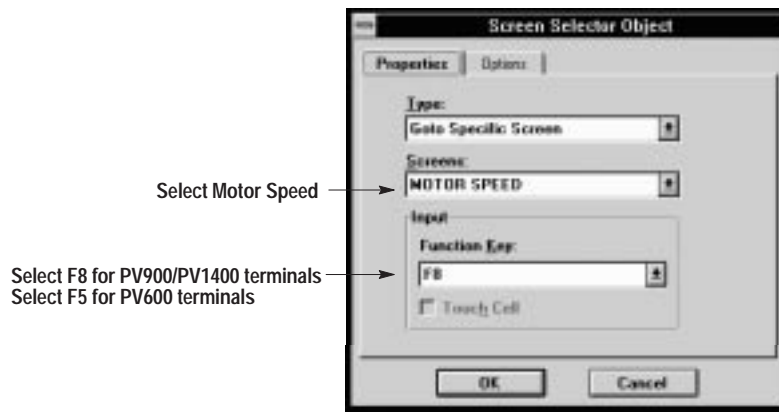 Screen Selector Object
Properties
Options
Type:
Goto Specific Screen
Screens:
Select Motor Speed
MOTOR SPEED
Input
Function Key:
Select F8 for PV900/PV1400 terminals
F8
Select F5 for PV600 terminals
Touch Cell
OK
Cancel